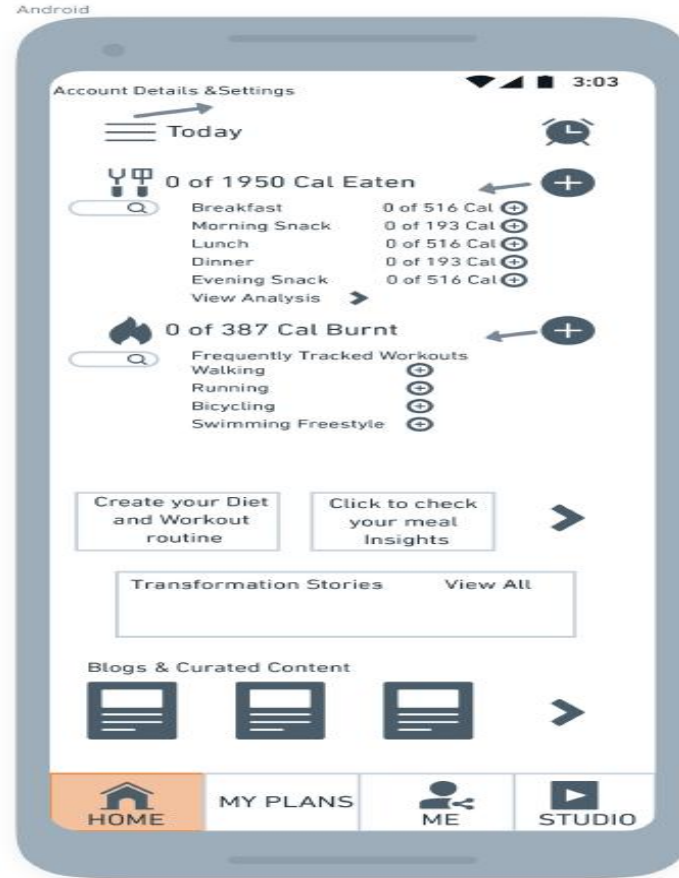 Android
3:03
Account Details &Settings
Today
0 of 1950 Cal Eaten
Breakfast 0 of 516 Cal
Morning Snack 0 of 193 Cal
Lunch 0 of 516 Cal
Dinner 0 of 193 Cal
Evening Snack 0 of 516 Cal
View Analysis
0 of 387 Cal Burnt
Frequently Tracked Workouts
Walking
Running
Bicycling
Swimming Freestyle
Create your Diet
and Workout
routine
Click to check
your meal
Insights
Transformation Stories View All
Blogs & Curated Content
HOME
MY PLANS
ME
STUDIO